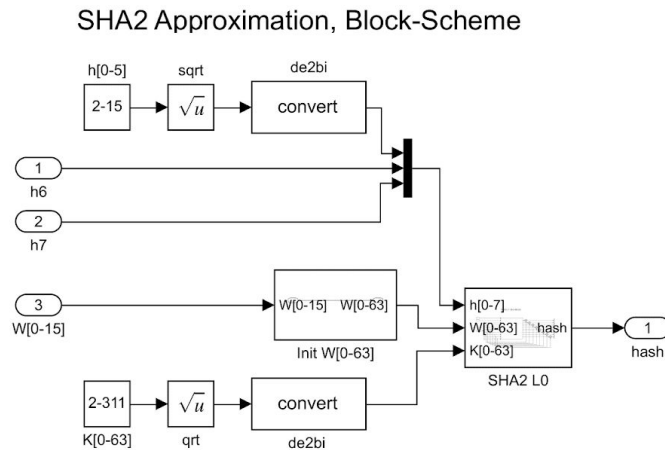 SHA2 Approximation, Block-Scheme
h[0-5]
sqrt
de2bi
2-15
√u
convert
1
h6
2
h7
3
W[0-15]
W[0-15] W[0-63]
Init W[0-63]
h[0-7]
W[0-63]
hash
K[0-63]
SHA2 L0
1
hash
2-311
√u
convert
K[0-63]
qrt
de2bi